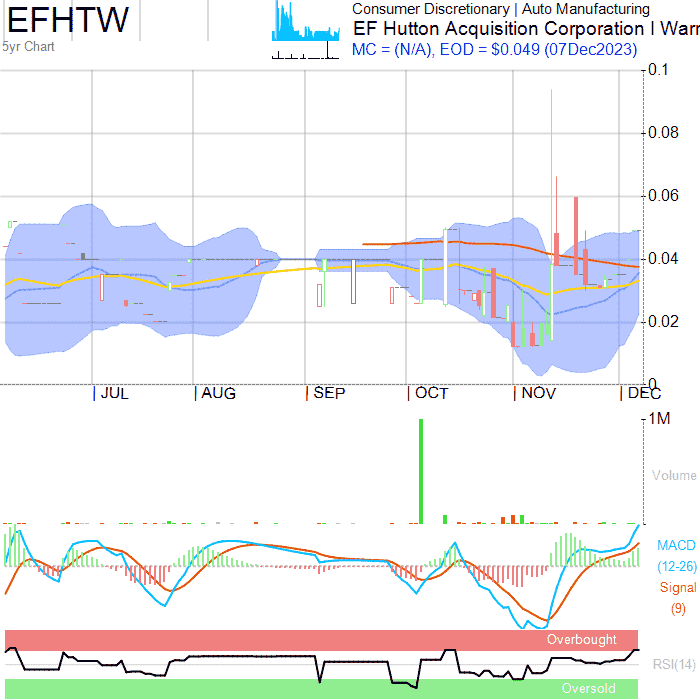 EFHTW
5yr Chart
Consumer Discretionary | Auto Manufacturing
EF Hutton Acquisition Corporation I Warr
MC = (N/A), EOD = $0.049 (07Dec2023)
0.1
0.08
0.06
0.04
0.02
0
JUL AUG SEP OCT NOV DEC
1M
Volume
MACD
(12-26)
Signal
(9)
Overbought
RSI(14)
Oversold